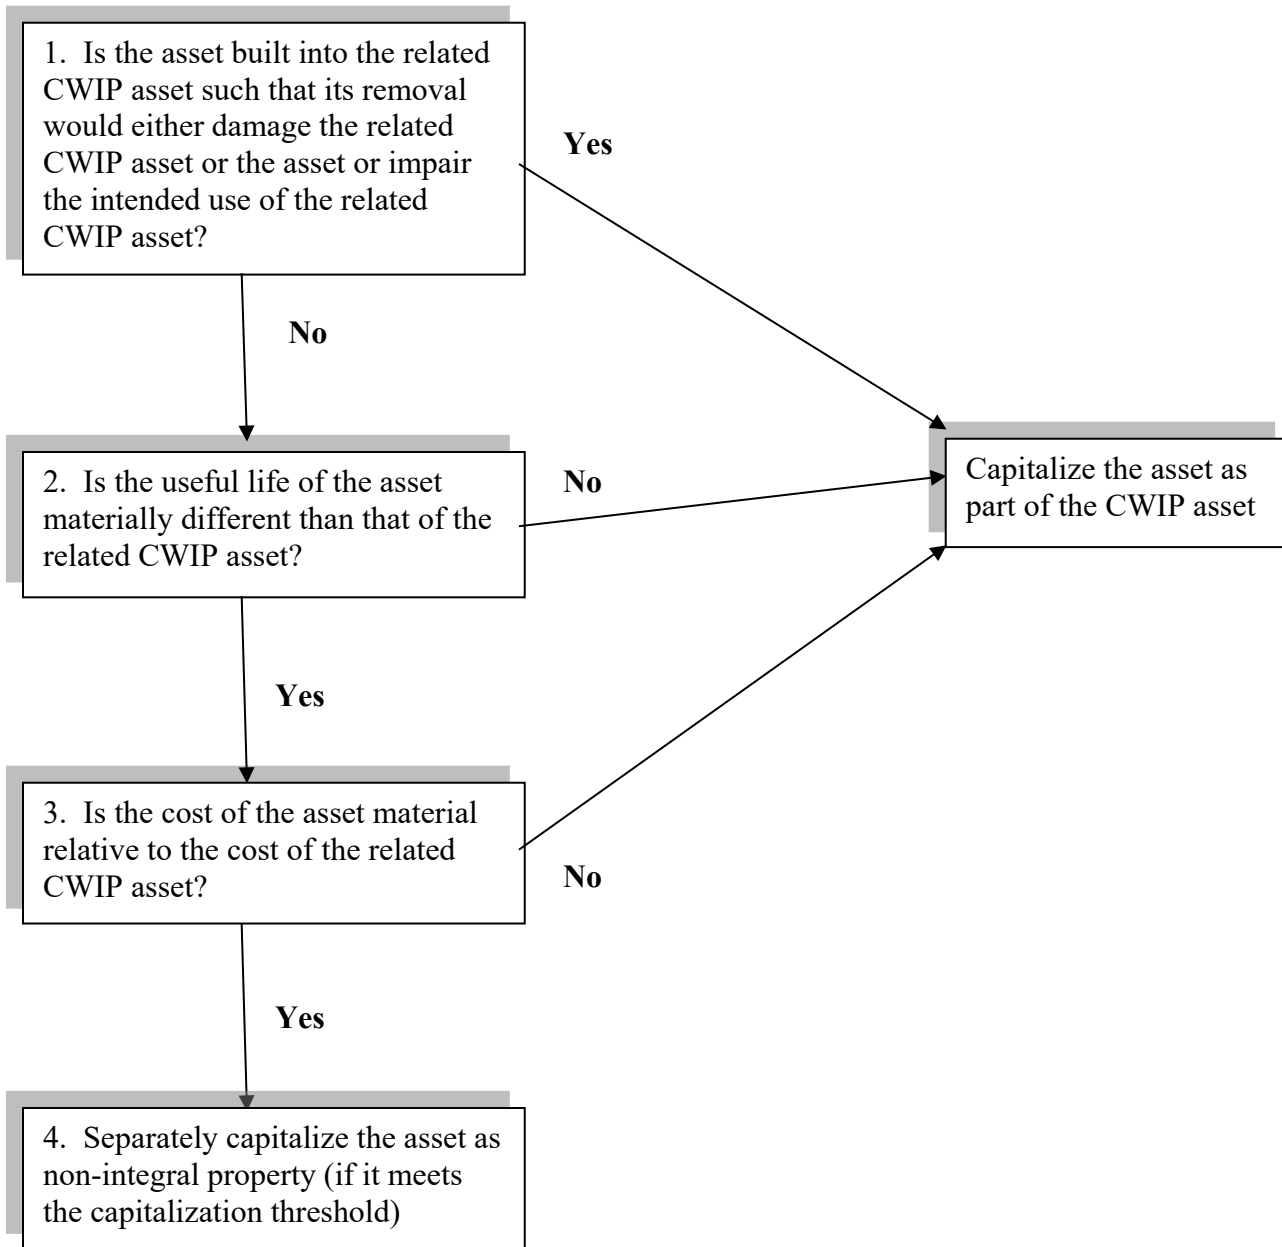 1.  Is the asset built into the related
CWIP asset such that its removal
would either damage the related
CWIP asset or the asset or impair
the intended use of the related
CWIP asset?
Yes
No
2.  Is the useful life of the asset
materially different than that of the
related CWIP asset?
No
Capitalize the asset as
part of the CWIP asset
Yes
3.  Is the cost of the asset material
relative to the cost of the related
CWIP asset?
No
Yes
4.  Separately capitalize the asset as
non-integral property (if it meets
the capitalization threshold)